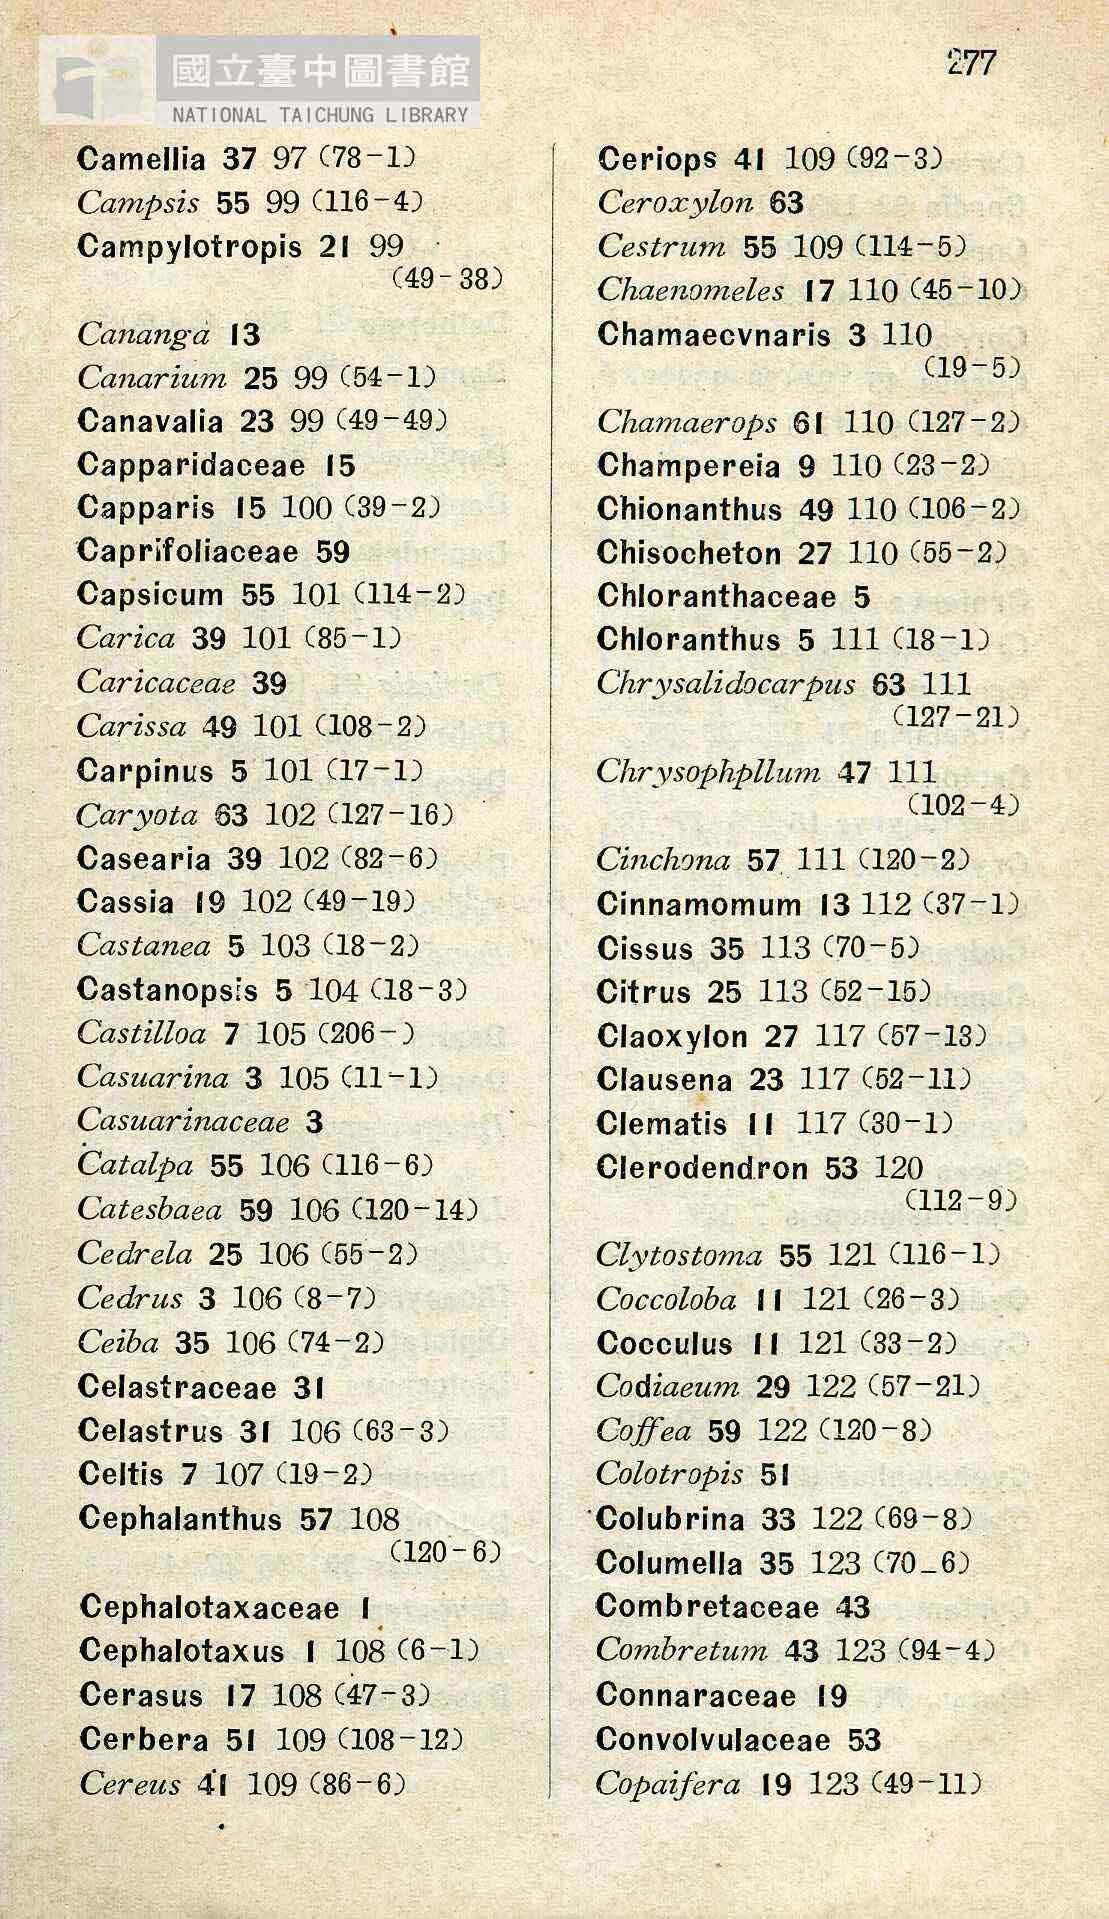 國立臺中圖書館
NATIONAL TAICHUNG LIBRARY
277
Camellia 37 97 (78-1)
Campsis 55 99 (116-4)
Campylotropis 21 99
(49-38)
Cananga 13
Canarium 25 99 (54-1)
Canavalia 23 99 (49-49)
Capparidaceae 15
Capparis 15 100 (39-2)
Caprifoliaceae 59
Capsicum 55 101 (114-2)
Carica 39 101 (85-1)
Caricaceae 39
Carissa 49 101 (108-2)
Carpinus 5 101 (17-1)
Caryota 63 102 (127-16)
Casearia 39 102 (82-6)
Cassia 19 102 (49-19)
Castanea 5 103 (18-2)
Castanopsis 5 104 (18-3)
Castilloa 7 105 (206- )
Casuarina 3 105 (11-1)
Casuarinaceae 3
Catalpa 55 106 (116-6)
Catesbaea 59 106 (120-14)
Cedrela 25 106 (55-2)
Cedrus 3 106 (8-7)
Ceiba 35 106 (74-2)
Celastraceae 31
Celastrus 31 106 (63-3)
Celtis 7 107 (19-2)
Cephalanthus 57 108
(120-6)
Cephalotaxaceae 1
Cephalotaxus 1 108 (6-1)
Cerasus 17 108 (47-3)
Cerbera 51 109 (108-12)
Cereus 41 109 (86-6)
Ceriops 41 109 (92-3)
Ceroxylon 63
Cestrum 55 109 (114-5)
Chaenomeles 17 110 (45-10)
Chamaecvnaris 3 110
(19-5)
Chamaerops 61 110 (127-2)
Champereia 9 110 (23-2)
Chionanthus 49 110 (106-2)
Chisocheton 27 110 (55-2)
Chloranthaceae 5
Chloranthus 5 111 (18-1)
Chrysalidocarpus 63 111
(127-21)
Chrysophpllum 47 111
(102-4)
Cinchona 57 111 (120-2)
Cinnamomum 13 112 (37-1)
Cissus 35 113 (70-5)
Citrus 25 113 (52-15)
Claoxylon 27 117 (57-13)
Clausena 23 117 (52-11)
Clematis 11 117 (30-1)
Clerodendron 53 120
(112-9)
Clytostoma 55 121 (116-1)
Coccoloba 11 121 (26-3)
Cocculus 11 121 (33-2)
Codiaeum 29 122 (57-21)
Coffea 59 122 (120-8)
Colotropis 51
Colubrina 33 122 (69-8)
Columella 35 123 (70_6)
Combretaceae 43
Combretum 43 123 (94-4)
Connaraceae 19
Convolvulaceae 53
Copaifera 19 123 (49-11)